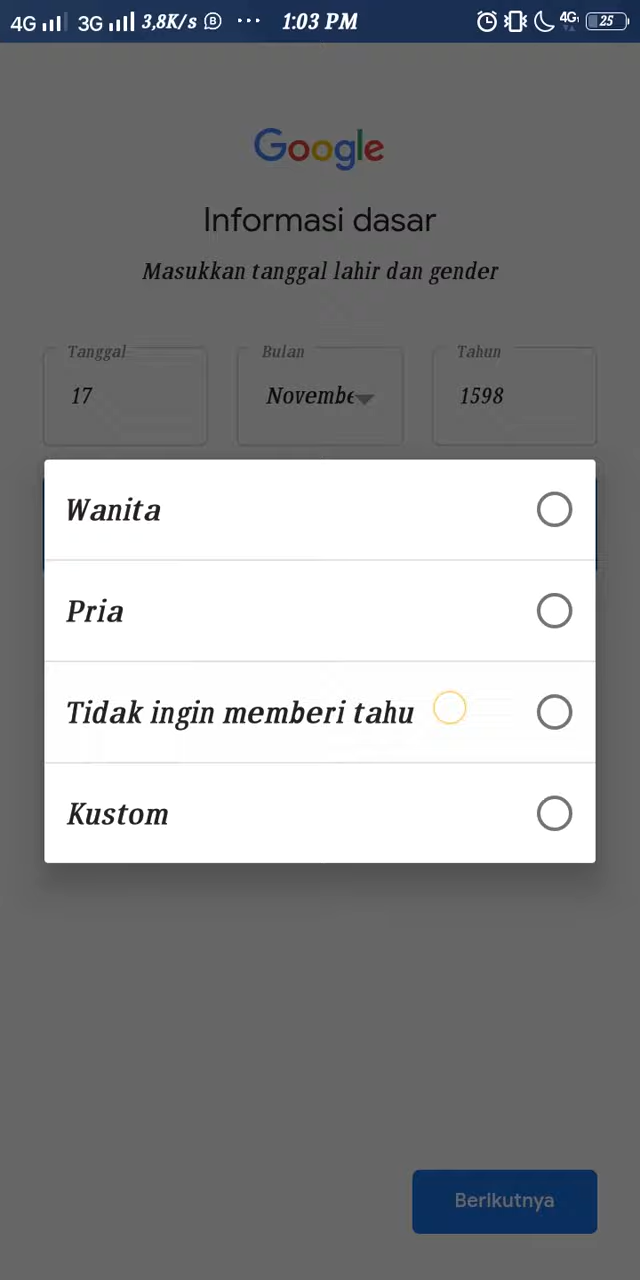 4G 3G 3,8K/s B ... 1:03 PM 4G 25
Google
Informasi dasar
Masukkan tanggal lahir dan gender
Tanggal Bulan Tahun
17 Novembe 1598
Wanita
Pria
Tidak ingin memberi tahu
Kustom
Berikutnya